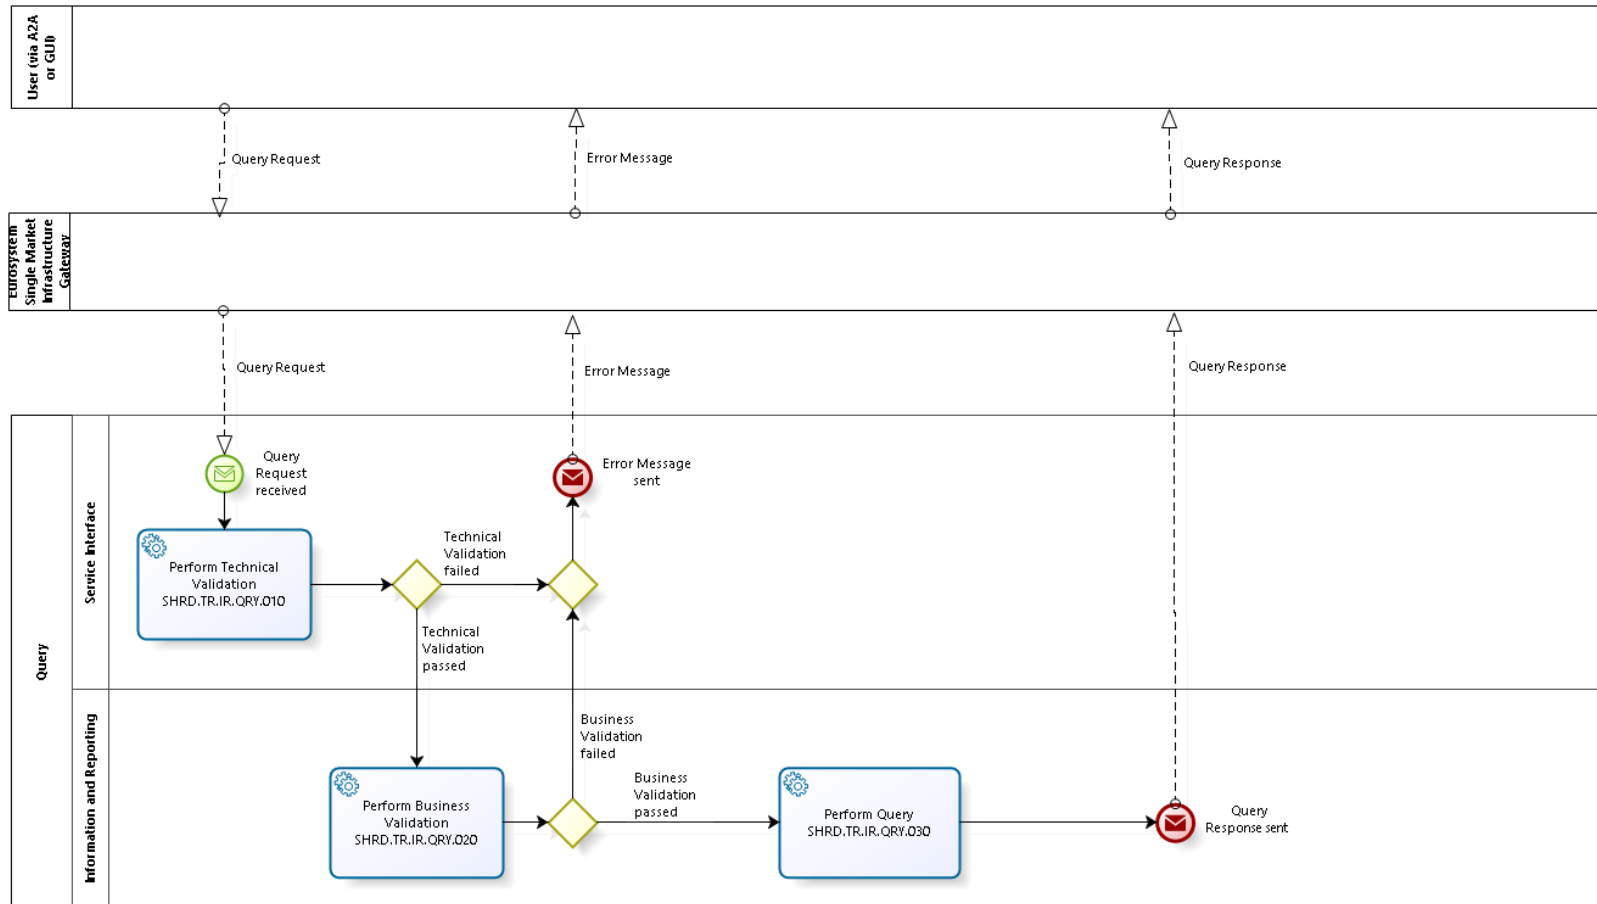 User (via A2A
or GUI)
Query Request
Error Message
Query Response
Eurosystem
Single Market
Infrastructure
Gateway
Query Request
Error Message
Query Response
Query
Service Interface
Query
Request
received
Error Message
sent
Perform Technical
Validation
SHRD.TR.IR.QRY.010
Technical
Validation
failed
Technical
Validation
passed
Information and Reporting
Business
Validation
failed
Perform Business
Validation
SHRD.TR.IR.QRY.020
Business
Validation
passed
Perform Query
SHRD.TR.IR.QRY.030
Query
Response sent